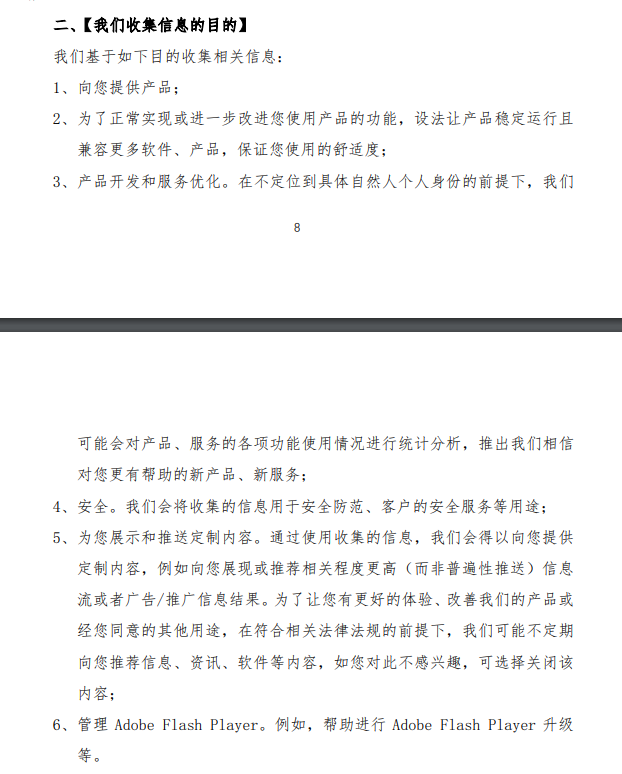 二、【我们收集信息的目的】
我们基于如下目的收集相关信息：
1、向您提供产品；
2、为了正常实现或进一步改进您使用产品的功能，设法让产品稳定运行且
兼容更多软件、产品，保证您使用的舒适度；
3、产品开发和服务优化。在不定位到具体自然人个人身份的前提下，我们
8
可能会对产品、服务的各项功能使用情况进行统计分析，推出我们相信
对您更有帮助的新产品、新服务；
4、安全。我们会将收集的信息用于安全防范、客户的安全服务等用途；
5、为您展示和推送定制内容。通过使用收集的信息，我们会得以向您提供
定制内容，例如向您展现或推荐相关程度更高（而非普遍性推送）信息
流或者广告/推广信息结果。为了让您有更好的体验、改善我们的产品或
经您同意的其他用途，在符合相关法律法规的前提下，我们可能不定期
向您推荐信息、资讯、软件等内容，如您对此不感兴趣，可选择关闭该
内容；
6、管理 Adobe Flash Player。例如，帮助进行 Adobe Flash Player 升级
等。